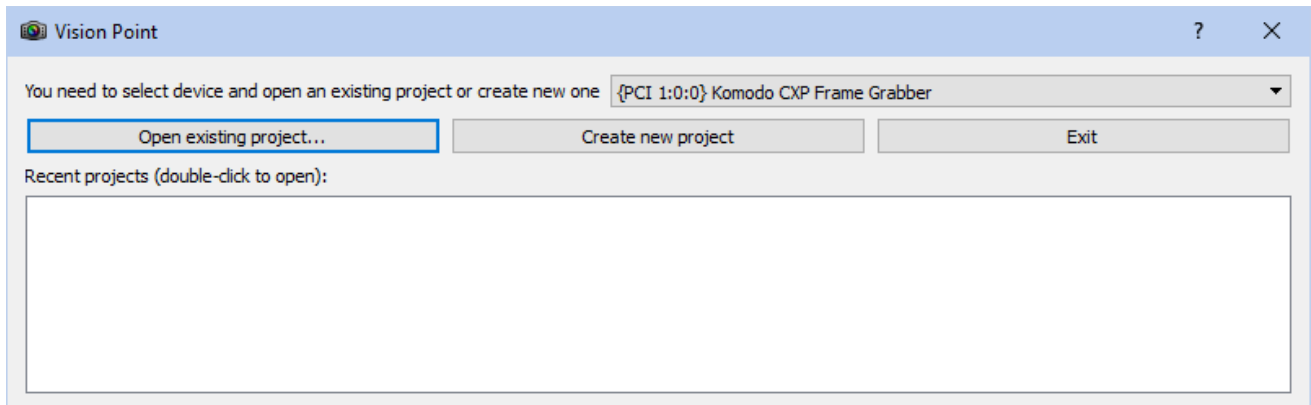 Vision Point
You need to select device and open an existing project or create new one {PCI 1:0:0} Komodo CXP Frame Grabber
Open existing project... Create new project Exit
Recent projects (double-click to open):